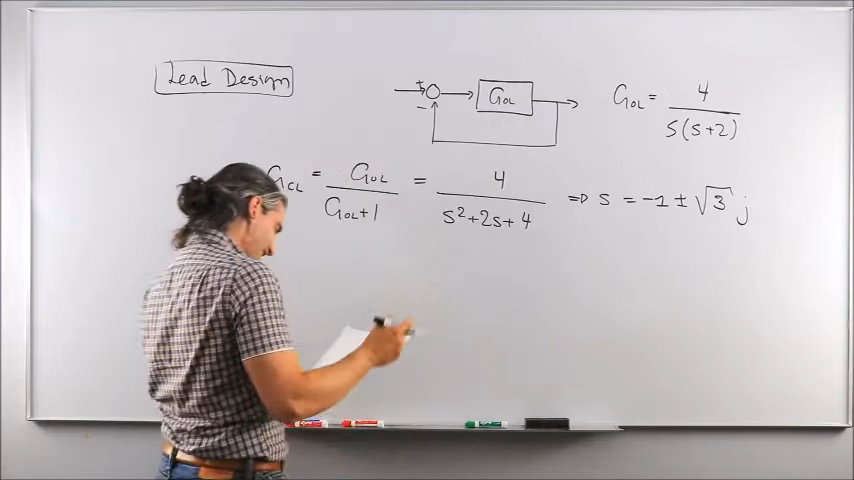 Lead Design
+
-
GOL
GOL = 4 / s(s+2)
GCL = GOL / GOL+1 = 4 / s²+2s+4 ⇒ s = -1 ± √3 j